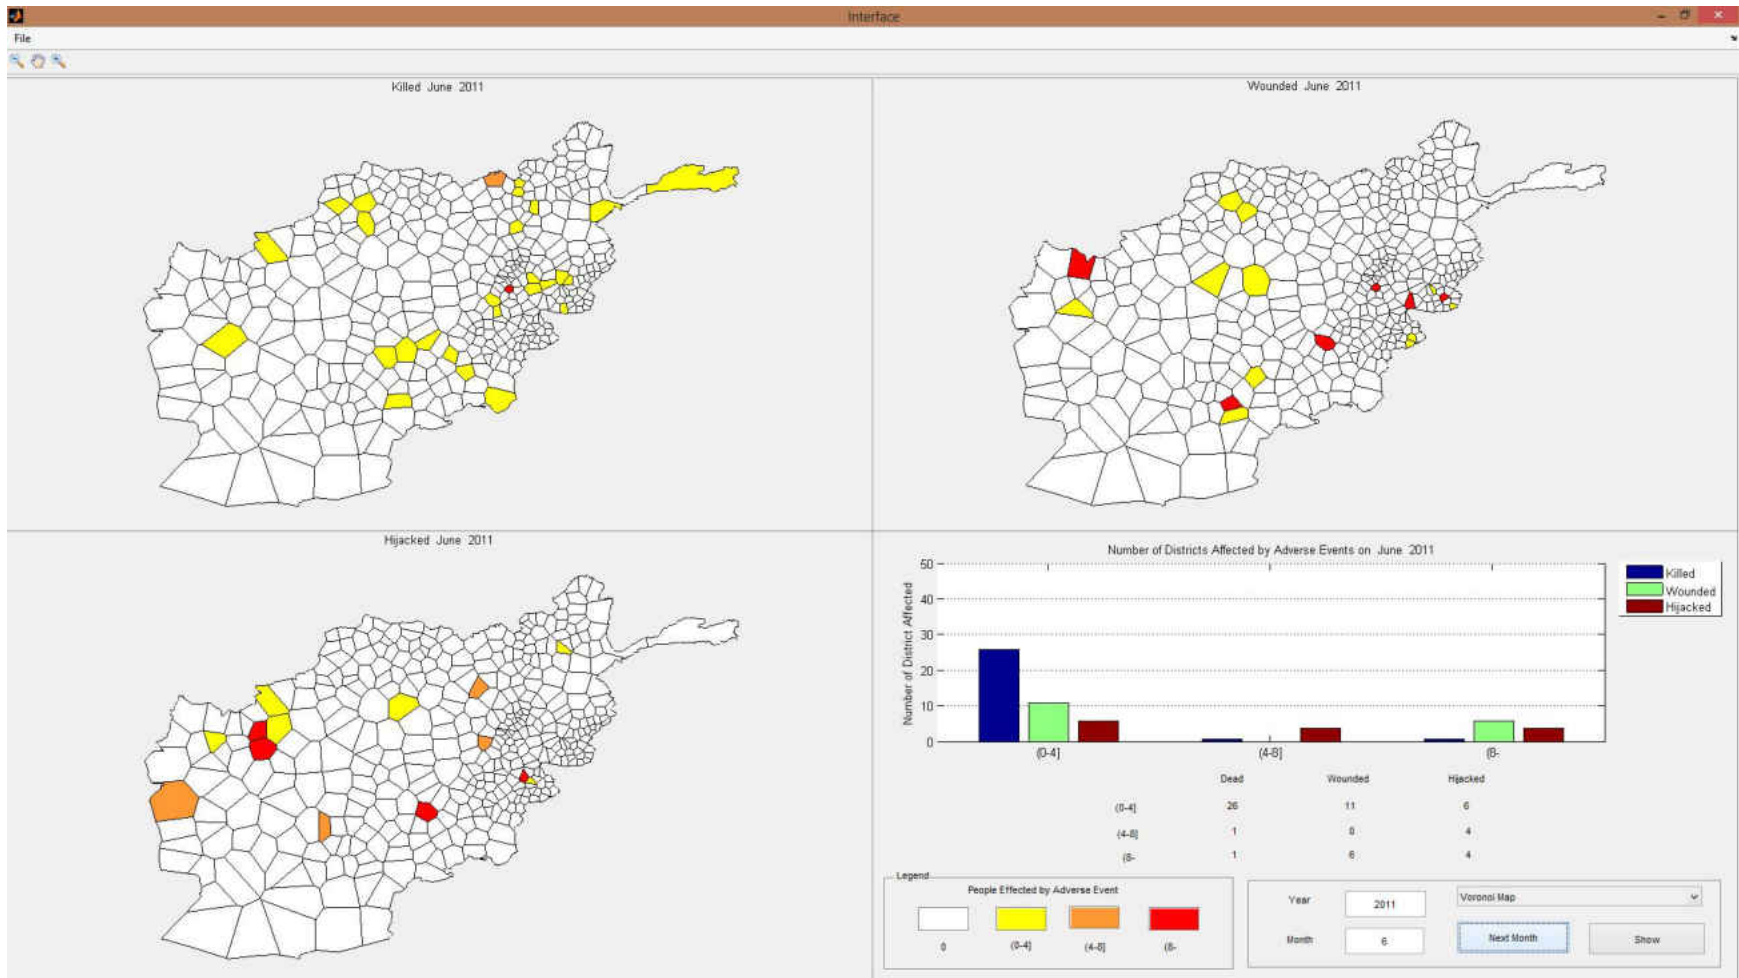 Interface
File
Killed June 2011
Wounded June 2011
Hijacked June 2011
Number of Districts Affected by Adverse Events on June 2011
Number of District Affected
50
40
30
20
10
0
(0-4]
(4-8]
(8-
Killed
Wounded
Hijacked
Dead Wounded Hijacked
(0-4] 26 11 6
(4-8] 1 0 4
(8- 1 6 4
Legend
People Effected by Adverse Event
0 (0-4] (4-8] (8-
Year 2011 Voronoi Map
Month 6 Next Month Show